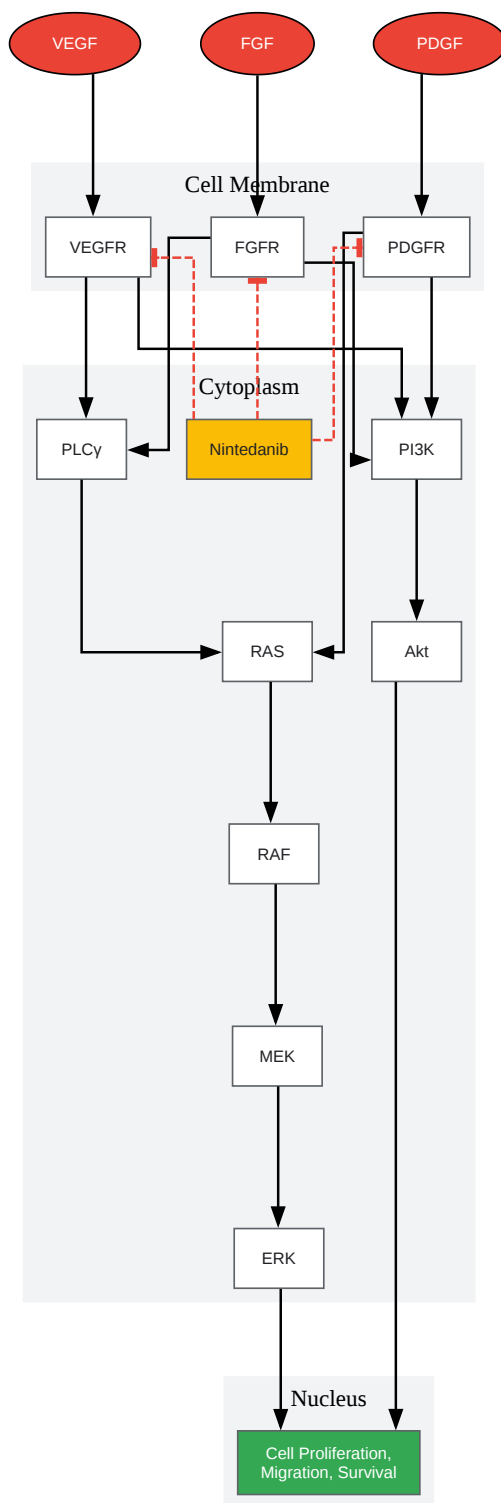 VEGF
FGF
PDGF
Cell Membrane
VEGFR
FGFR
PDGFR
Cytoplasm
PLCγ
Nintedanib
PI3K
RAS
Akt
RAF
MEK
ERK
Nucleus
Cell Proliferation,
Migration, Survival